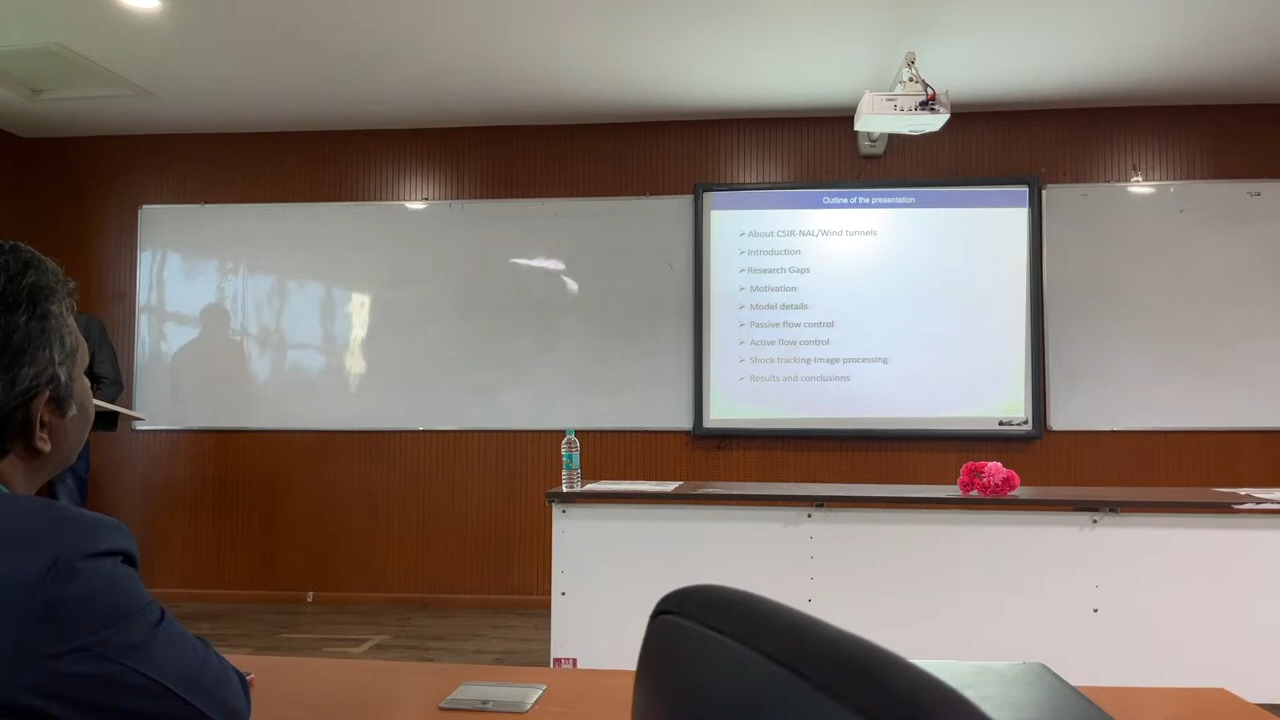 Outline of the presentation
➢About CSIR-NAL/Wind tunnels
➢Introduction
➢Research Gaps
➢ Motivation
➢ Model details
➢ Passive flow control
➢ Active flow control
➢ Shock tracking-Image processing
➢ Results and conclusions